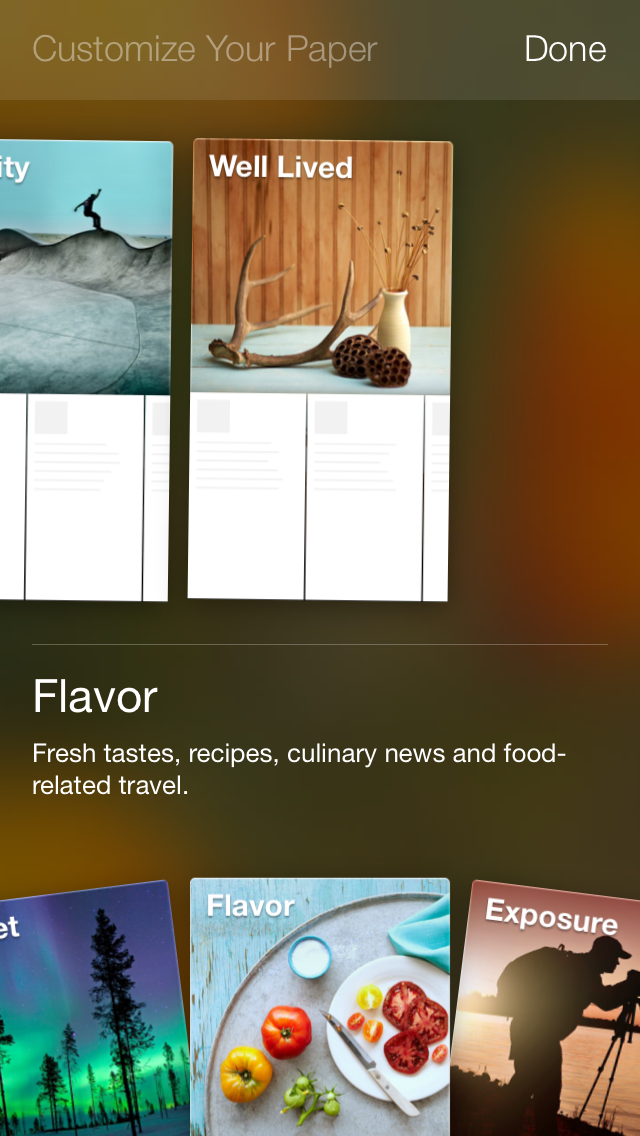 Customize Your Paper
Done
ity
Well Lived
Flavor
Fresh tastes, recipes, culinary news and food-
related travel.
et
Flavor
Exposure